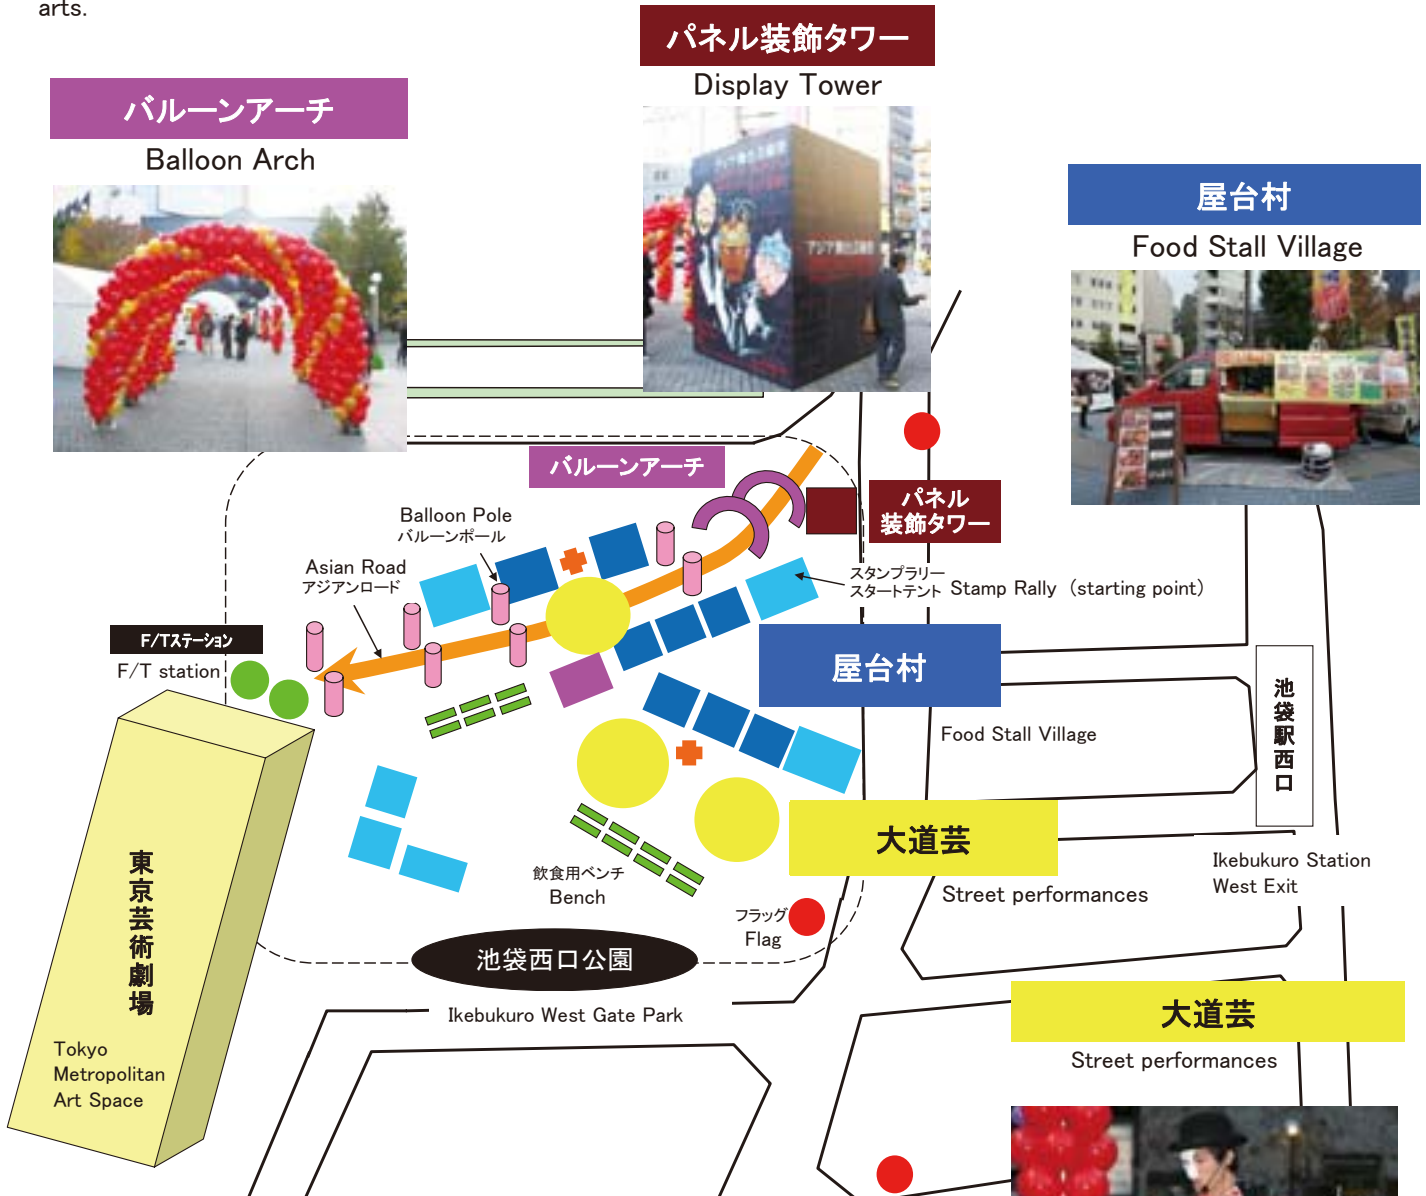 arts.
パネル装飾タワー
Display Tower
バルーンアーチ
Balloon Arch
屋台村
Food Stall Village
バルーンアーチ
パネル
装飾タワー
Balloon Pole
バルーンポール
Asian Road
アジアンロード
スタンプラリー
スタートテント Stamp Rally (starting point)
F/Tステーション
F/T station
屋台村
Food Stall Village
池袋駅西口
大道芸
Street performances
Ikebukuro Station
West Exit
東京芸術劇場
Tokyo
Metropolitan
Art Space
飲食用ベンチ
Bench
フラッグ
Flag
池袋西口公園
Ikebukuro West Gate Park
大道芸
Street performances